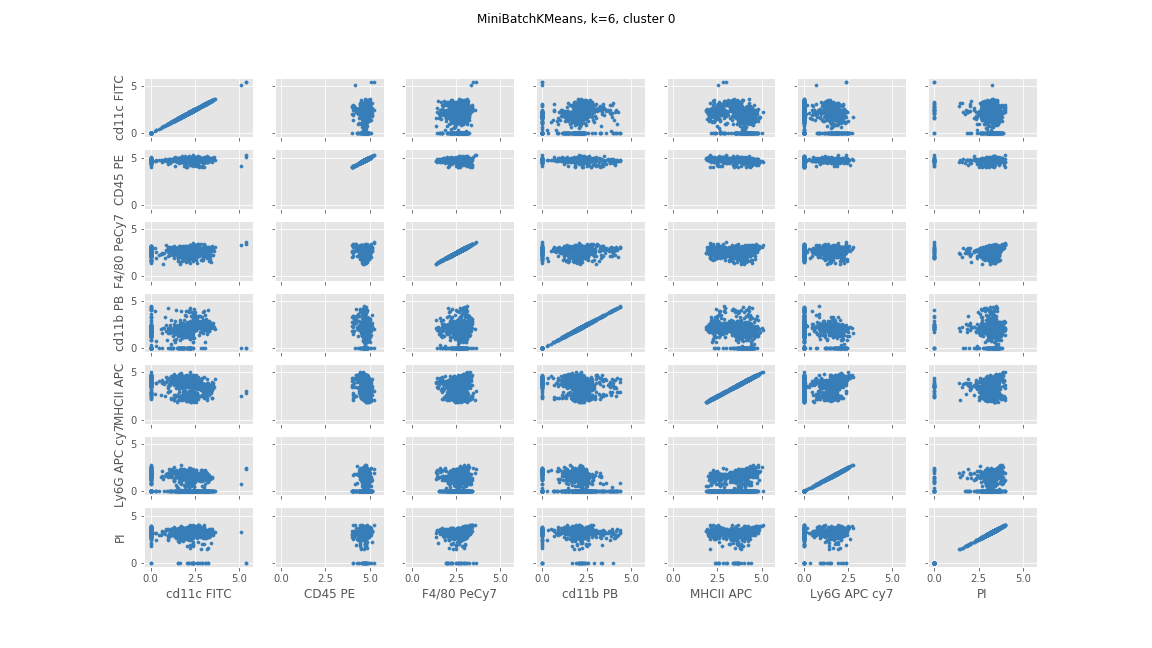 MiniBatchKMeans, k=6, cluster 0
cd11c FITC
5
0
CD45 PE
5
0
F4/80 PeCy7
5
0
cd11b PB
5
0
MHCII APC
5
0
Ly6G APC cy7
5
0
PI
5
0
0.0 2.5 5.0 0.0 2.5 5.0 0.0 2.5 5.0 0.0 2.5 5.0 0.0 2.5 5.0 0.0 2.5 5.0 0.0 2.5 5.0
cd11c FITC CD45 PE F4/80 PeCy7 cd11b PB MHCII APC Ly6G APC cy7 PI